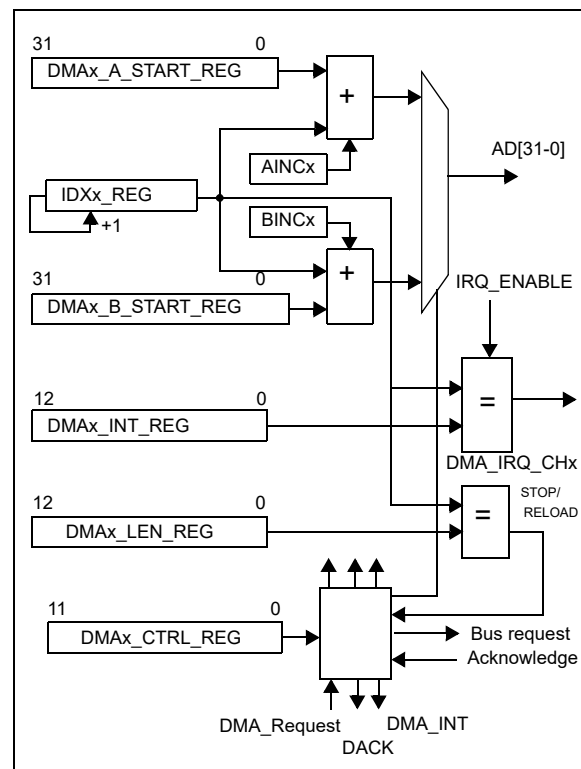 31 0
DMAx_A_START_REG
+
AINCx
AD[31-0]
IDXx_REG
+1
BINCx
31 0
+
DMAx_B_START_REG
IRQ_ENABLE
12 0
DMAx_INT_REG
=
DMA_IRQ_CHx
12 0
DMAx_LEN_REG
=
STOP/
RELOAD
11 0
DMAx_CTRL_REG
Bus request
Acknowledge
DMA_Request
DMA_INT
DACK